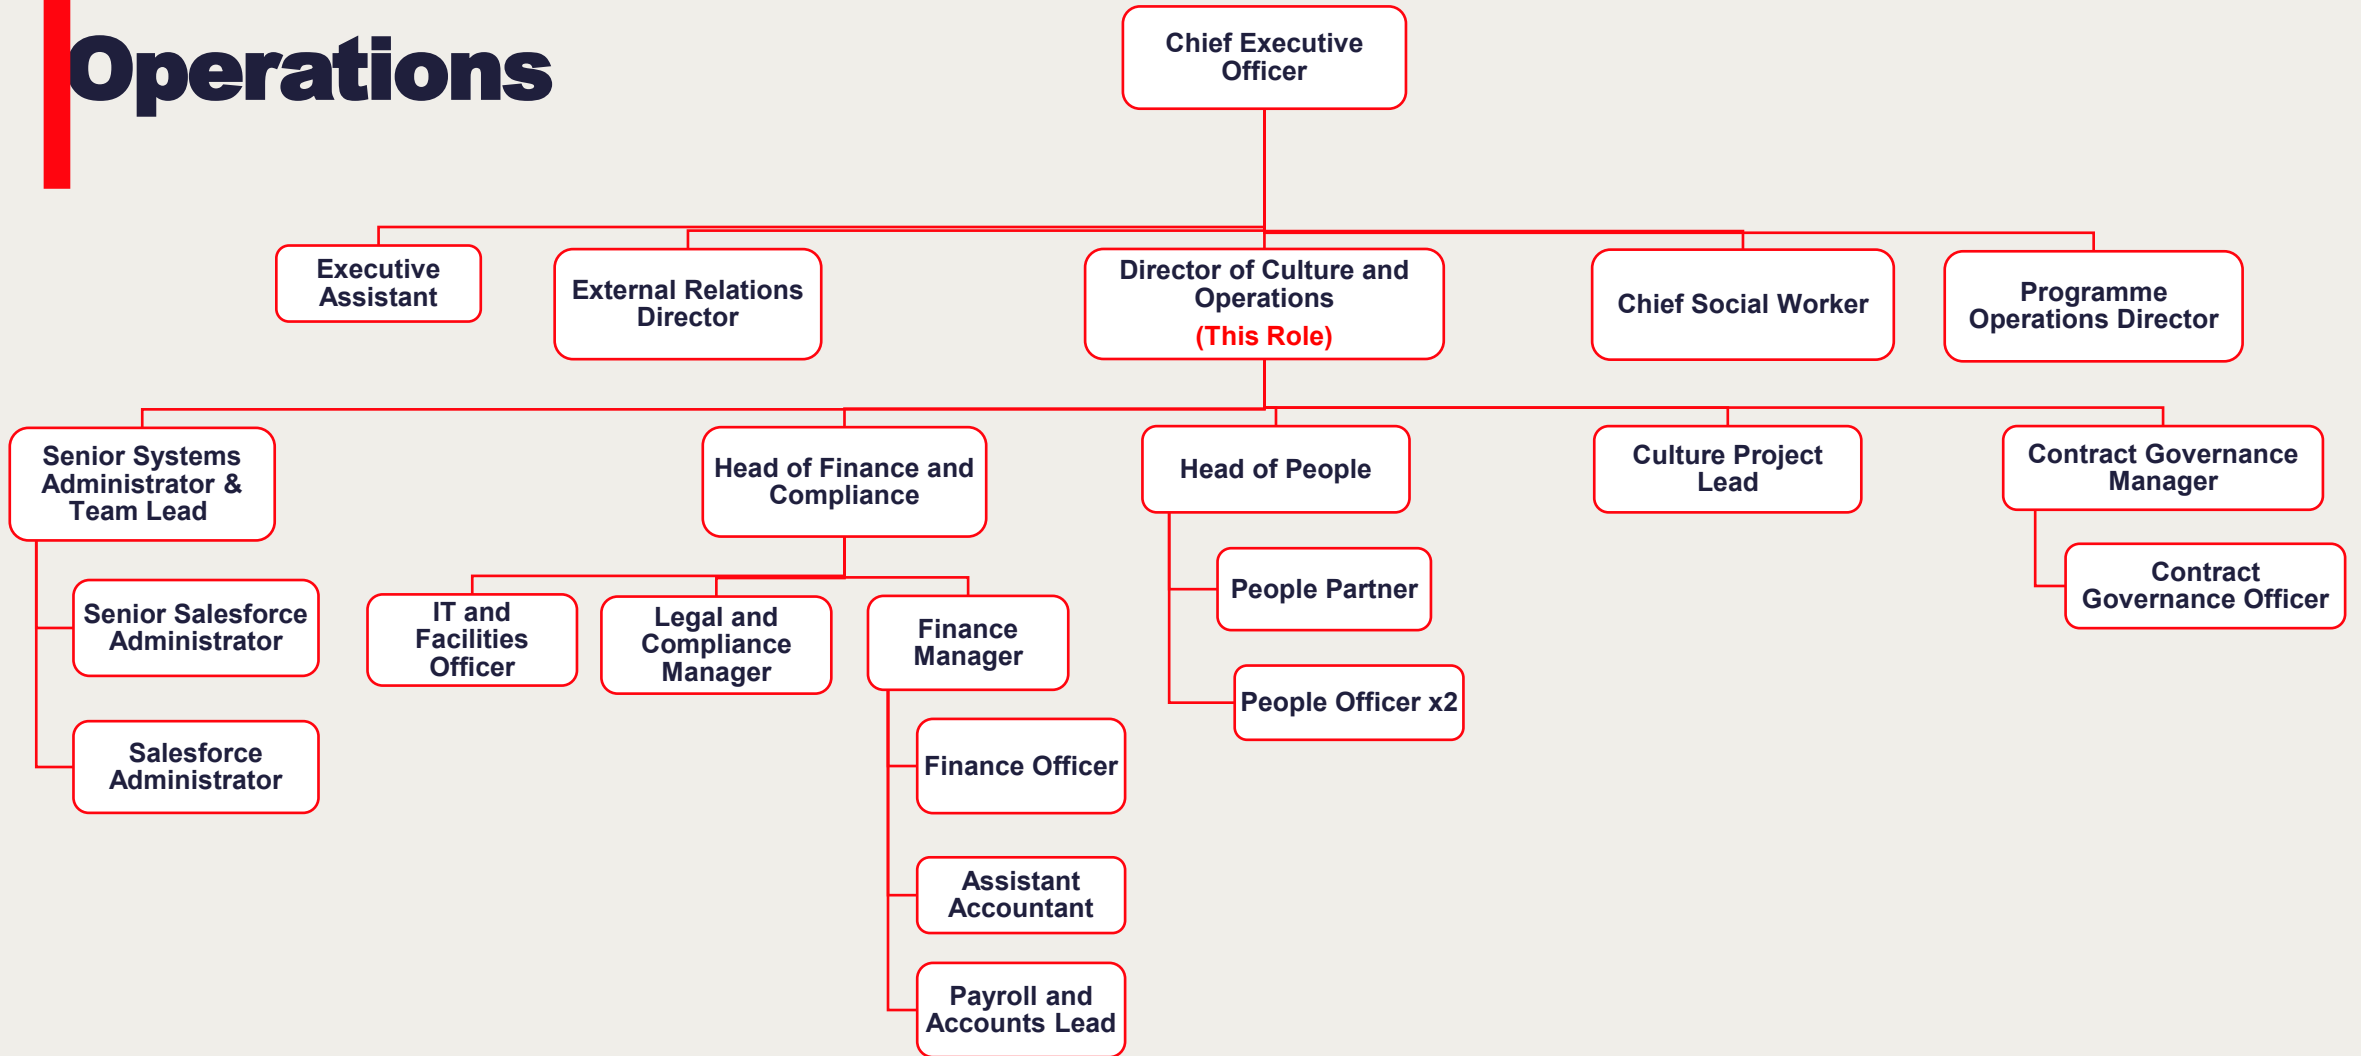 Operations
Chief Executive
Officer
Executive
Assistant
External Relations
Director
Director of Culture and
Operations
(This Role)
Chief Social Worker
Programme
Operations Director
Senior Systems
Administrator &
Team Lead
Head of Finance and
Compliance
Head of People
Culture Project
Lead
Contract Governance
Manager
Senior Salesforce
Administrator
Salesforce
Administrator
IT and
Facilities
Officer
Legal and
Compliance
Manager
Finance
Manager
Finance Officer
Assistant
Accountant
Payroll and
Accounts Lead
People Partner
People Officer x2
Contract
Governance Officer